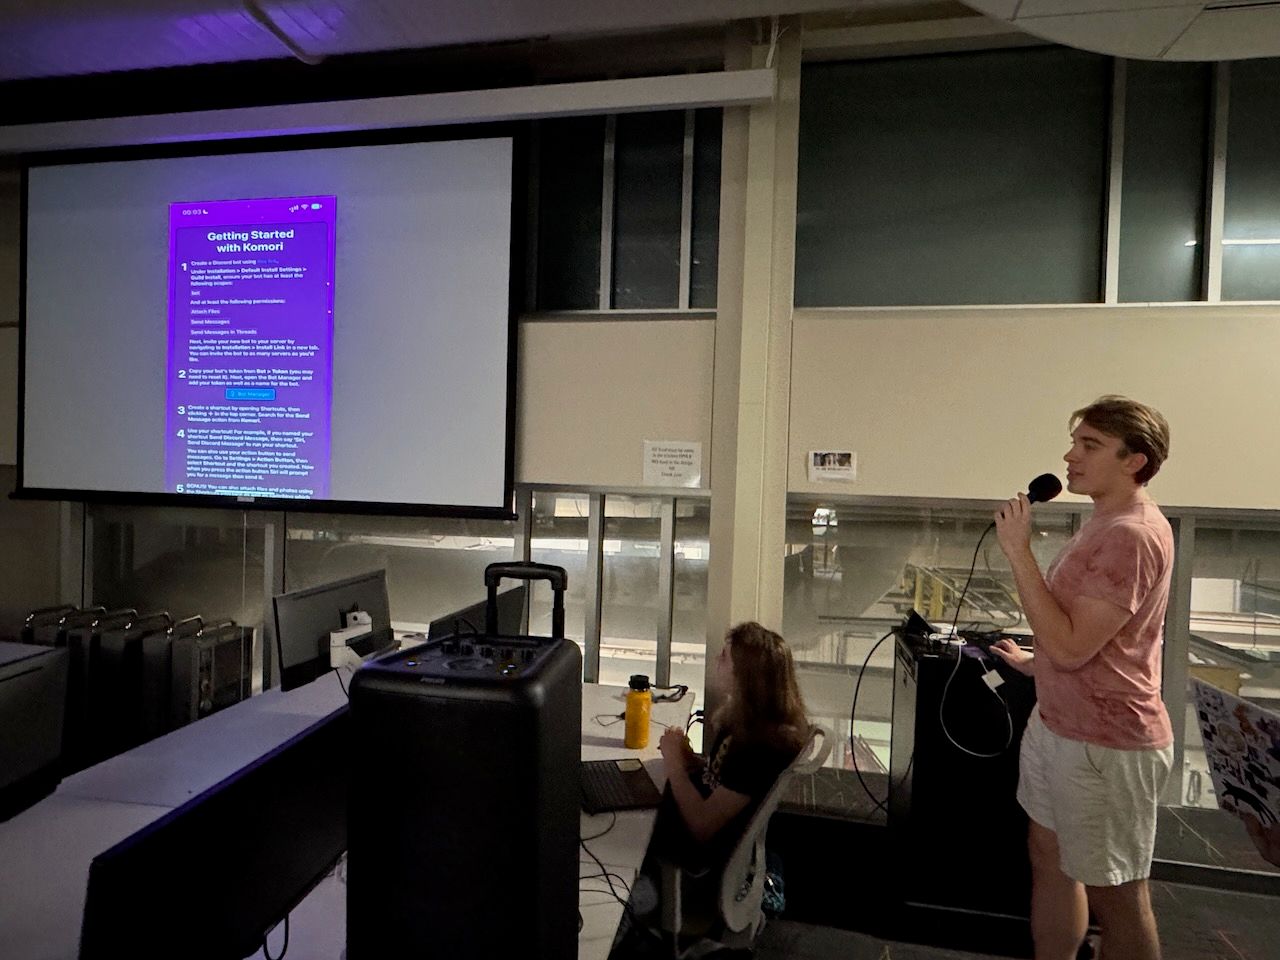 00:03
Getting Started
with Komori
1
Create a Discord bot using
Under Installation > Default Install Settings >
Guild Install, ensure your bot has at least the
following scopes:
bot
And at least the following permissions:
Attach Files
Send Messages
Send Messages in Threads
Next, invite your new bot to your server by
navigating to Installation > Install Link in a new tab.
You can invite the bot to as many servers as you'd
like.
2
Copy your bot's token from Bot > Token (you may
need to reset it). Next, open the Bot Manager and
add your token as well as a name for the bot.
Bot Manager
3
Create a shortcut by opening Shortcuts, then
clicking + in the top corner. Search for the Send
Message action from Komori.
4
Use your shortcut! For example, if you named your
shortcut Send Discord Message, then say 'Siri,
Send Discord Message' to run your shortcut.
You can also use your action button to send
messages. Go to Settings > Action Button, then
select Shortcut and the shortcut you created. Now
when you press the action button Siri will prompt
you for a message then send it.
5
BONUS! You can also attach files and photos using